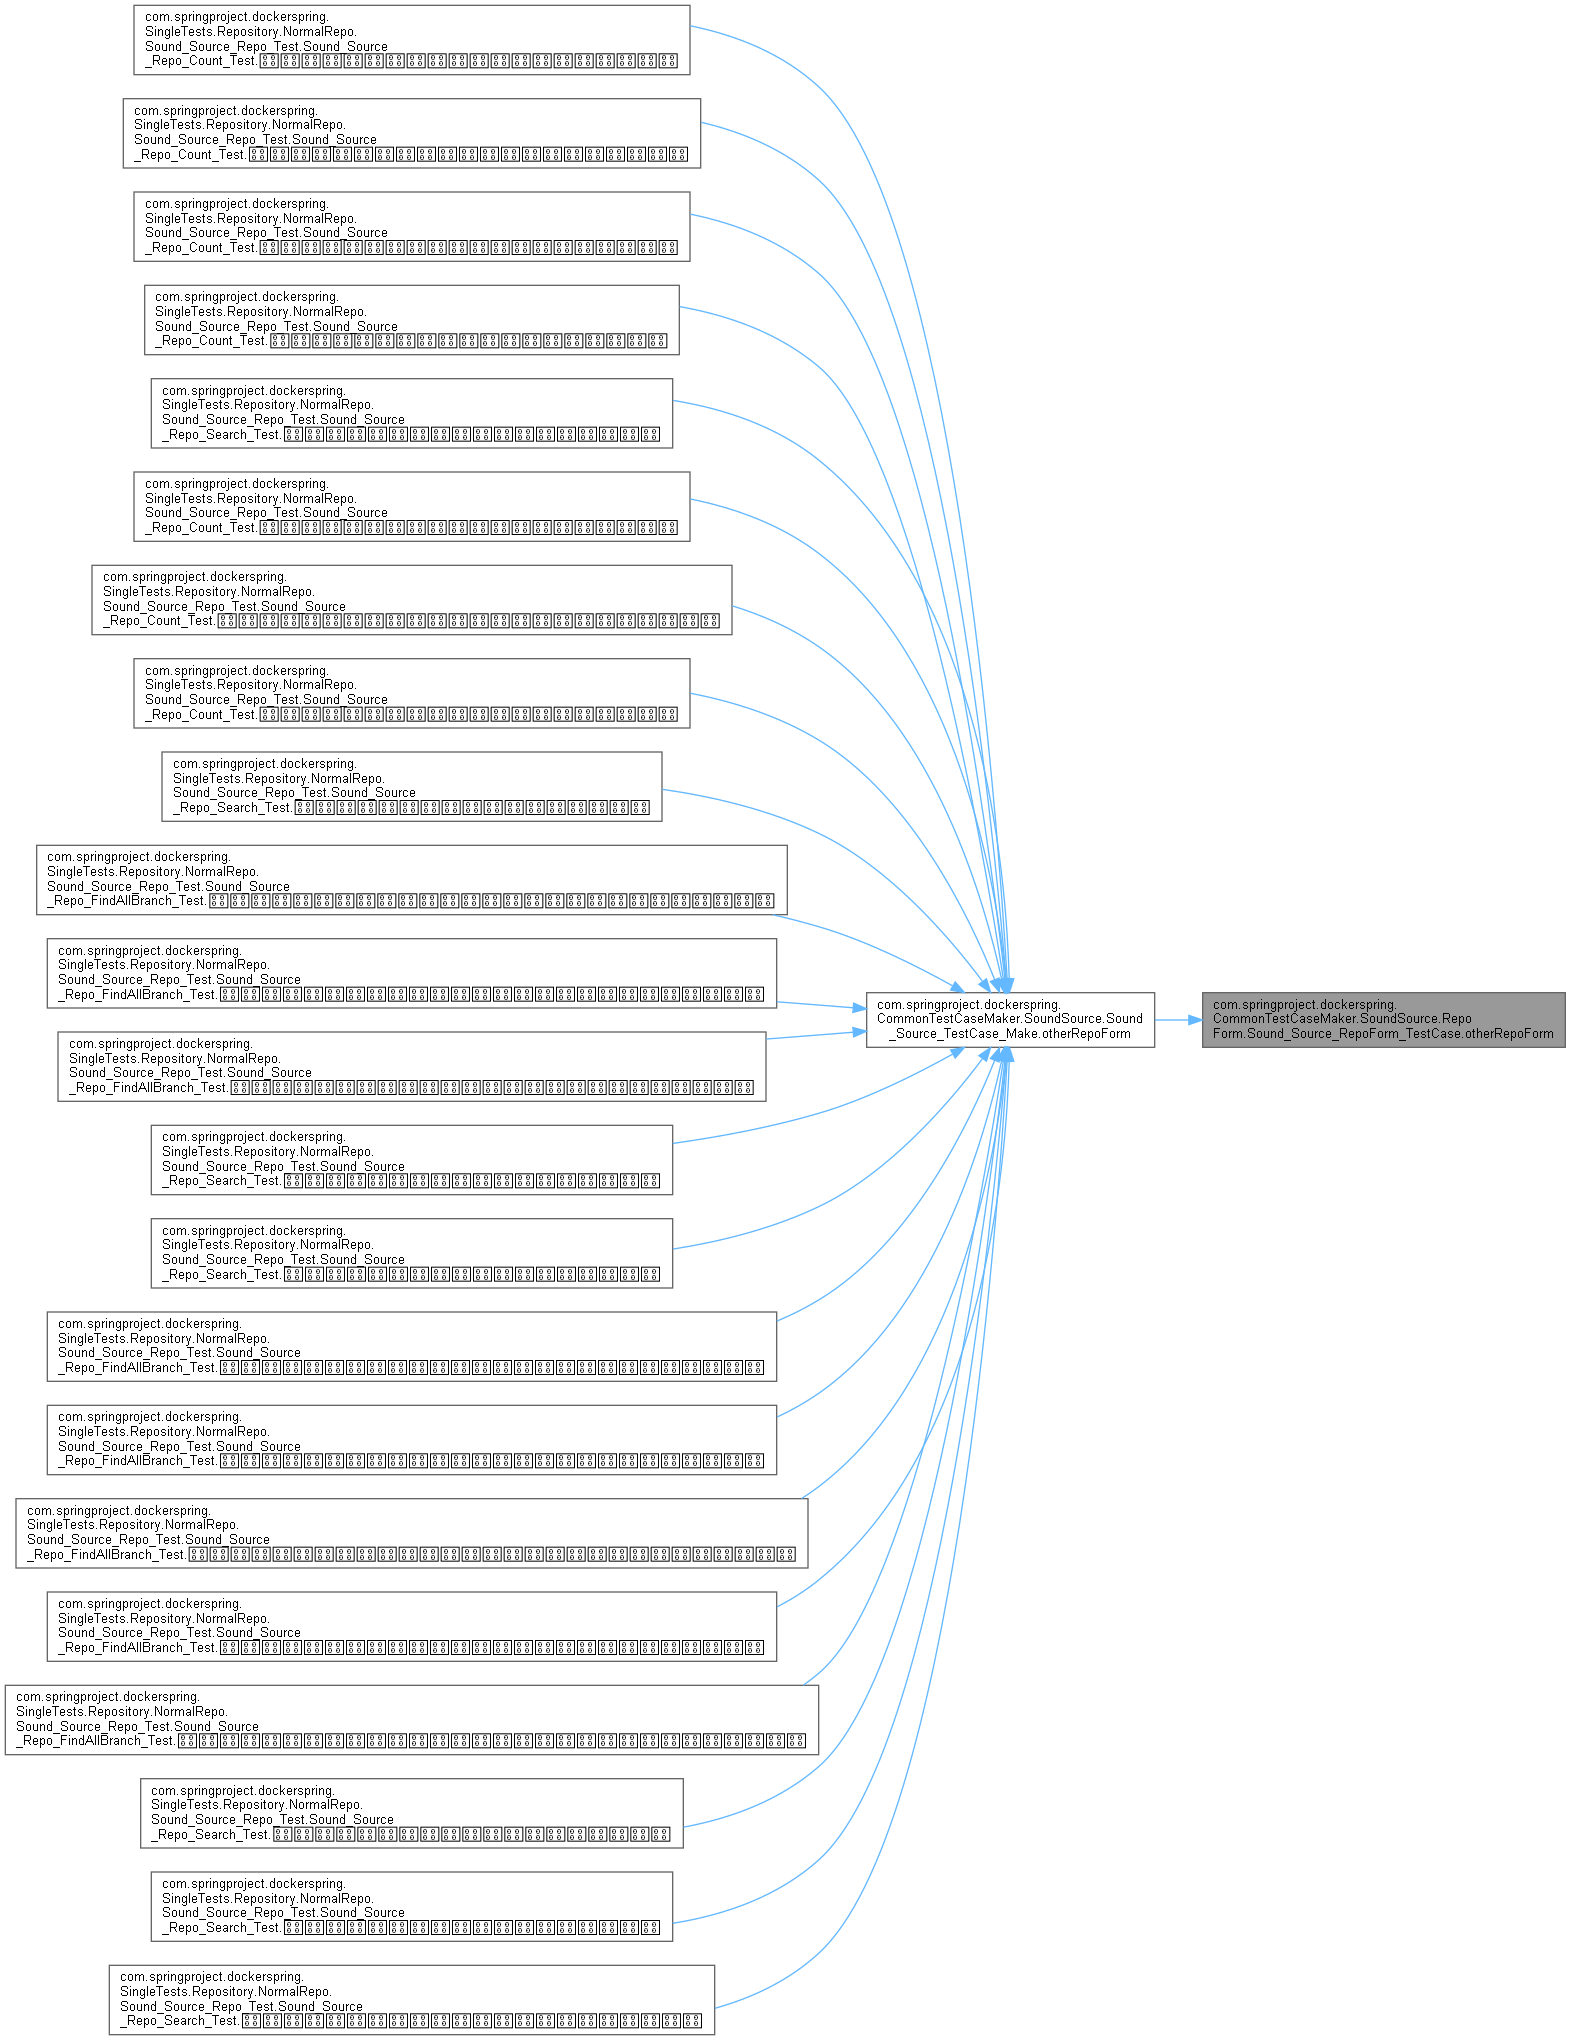 com.springproject.dockerspring.
SingleTests.Repository.NormalRepo.
Sound_Source_Repo_Test.Sound_Source
_Repo_Count_Test.
com.springproject.dockerspring.
SingleTests.Repository.NormalRepo.
Sound_Source_Repo_Test.Sound_Source
_Repo_Count_Test.
com.springproject.dockerspring.
SingleTests.Repository.NormalRepo.
Sound_Source_Repo_Test.Sound_Source
_Repo_Count_Test.
com.springproject.dockerspring.
SingleTests.Repository.NormalRepo.
Sound_Source_Repo_Test.Sound_Source
_Repo_Count_Test.
com.springproject.dockerspring.
SingleTests.Repository.NormalRepo.
Sound_Source_Repo_Test.Sound_Source
_Repo_Search_Test.
com.springproject.dockerspring.
SingleTests.Repository.NormalRepo.
Sound_Source_Repo_Test.Sound_Source
_Repo_Count_Test.
com.springproject.dockerspring.
SingleTests.Repository.NormalRepo.
Sound_Source_Repo_Test.Sound_Source
_Repo_Count_Test.
com.springproject.dockerspring.
SingleTests.Repository.NormalRepo.
Sound_Source_Repo_Test.Sound_Source
_Repo_Count_Test.
com.springproject.dockerspring.
SingleTests.Repository.NormalRepo.
Sound_Source_Repo_Test.Sound_Source
_Repo_Search_Test.
com.springproject.dockerspring.
SingleTests.Repository.NormalRepo.
Sound_Source_Repo_Test.Sound_Source
_Repo_FindAllBranch_Test.
com.springproject.dockerspring.
SingleTests.Repository.NormalRepo.
Sound_Source_Repo_Test.Sound_Source
_Repo_FindAllBranch_Test.
com.springproject.dockerspring.
SingleTests.Repository.NormalRepo.
Sound_Source_Repo_Test.Sound_Source
_Repo_FindAllBranch_Test.
com.springproject.dockerspring.
SingleTests.Repository.NormalRepo.
Sound_Source_Repo_Test.Sound_Source
_Repo_Search_Test.
com.springproject.dockerspring.
SingleTests.Repository.NormalRepo.
Sound_Source_Repo_Test.Sound_Source
_Repo_Search_Test.
com.springproject.dockerspring.
SingleTests.Repository.NormalRepo.
Sound_Source_Repo_Test.Sound_Source
_Repo_FindAllBranch_Test.
com.springproject.dockerspring.
SingleTests.Repository.NormalRepo.
Sound_Source_Repo_Test.Sound_Source
_Repo_FindAllBranch_Test.
com.springproject.dockerspring.
SingleTests.Repository.NormalRepo.
Sound_Source_Repo_Test.Sound_Source
_Repo_FindAllBranch_Test.
com.springproject.dockerspring.
SingleTests.Repository.NormalRepo.
Sound_Source_Repo_Test.Sound_Source
_Repo_FindAllBranch_Test.
com.springproject.dockerspring.
SingleTests.Repository.NormalRepo.
Sound_Source_Repo_Test.Sound_Source
_Repo_FindAllBranch_Test.
com.springproject.dockerspring.
SingleTests.Repository.NormalRepo.
Sound_Source_Repo_Test.Sound_Source
_Repo_Search_Test.
com.springproject.dockerspring.
SingleTests.Repository.NormalRepo.
Sound_Source_Repo_Test.Sound_Source
_Repo_Search_Test.
com.springproject.dockerspring.
SingleTests.Repository.NormalRepo.
Sound_Source_Repo_Test.Sound_Source
_Repo_Search_Test.
com.springproject.dockerspring.
CommonTestCaseMaker.SoundSource.Sound
_Source_TestCase_Make.otherRepoForm
com.springproject.dockerspring.
CommonTestCaseMaker.SoundSource.Repo
Form.Sound_Source_RepoForm_TestCase.otherRepoForm